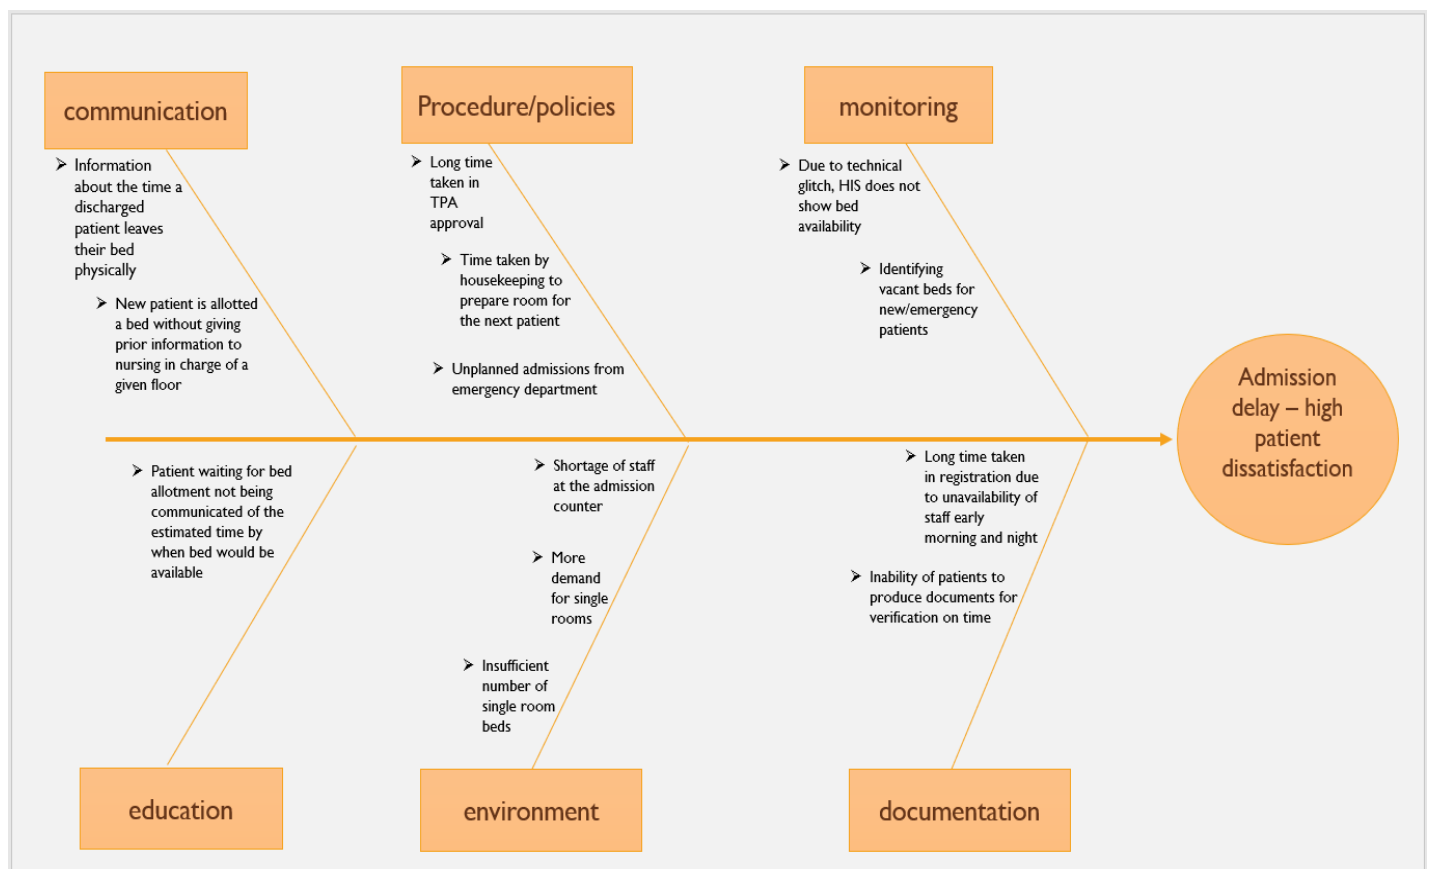 communication
➢ Information
about the time a
discharged
patient leaves
their bed
physically
➢ New patient is allotted
a bed without giving
prior information to
nursing in charge of a
given floor
Procedure/policies
➢ Long time
taken in
TPA
approval
➢ Time taken by
housekeeping to
prepare room for
the next patient
➢ Unplanned admissions from
emergency department
monitoring
➢ Due to technical
glitch, HIS does not
show bed
availability
➢ Identifying
vacant beds for
new/emergency
patients
Admission
delay – high
patient
dissatisfaction
➢ Patient waiting for bed
allotment not being
communicated of the
estimated time by
when bed would be
available
education
➢ Shortage of staff
at the admission
counter
➢ More
demand
for single
rooms
➢ Insufficient
number of
single room
beds
environment
➢ Long time taken
in registration due
to unavailability of
staff early
morning and night
➢ Inability of patients to
produce documents for
verification on time
documentation